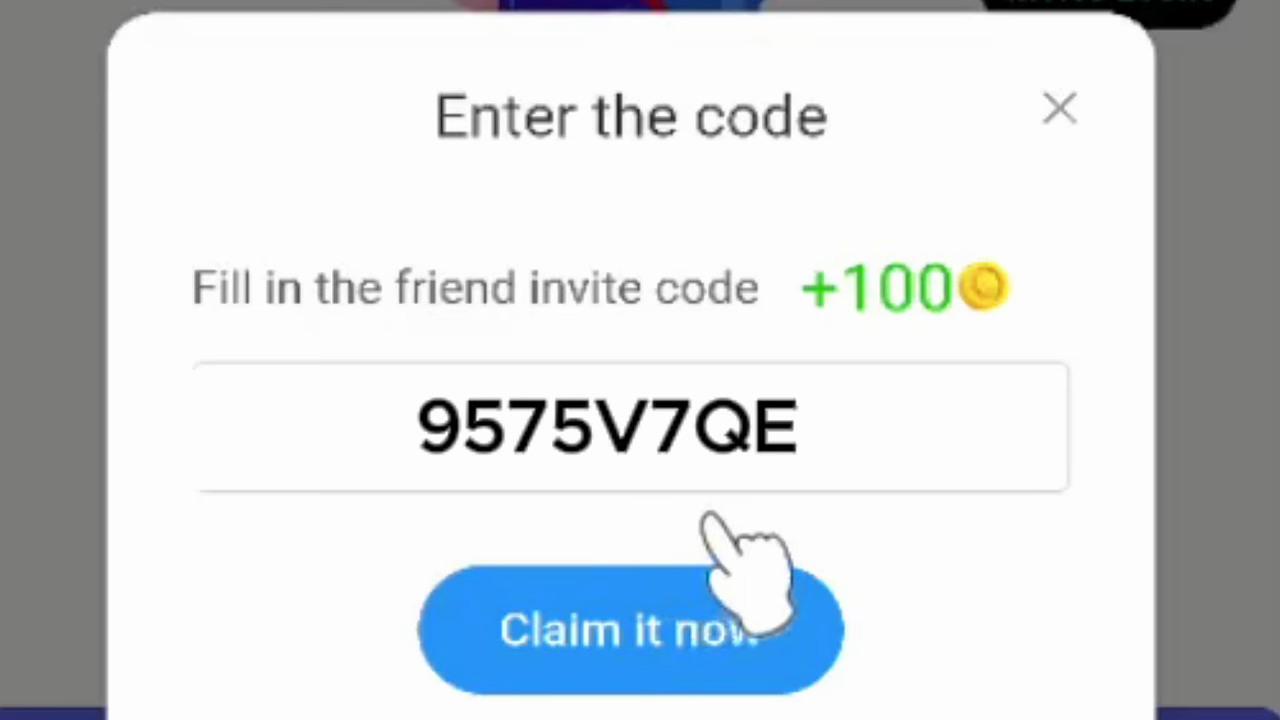 Enter the code
Fill in the friend invite code +100
9575V7QE
Claim it now